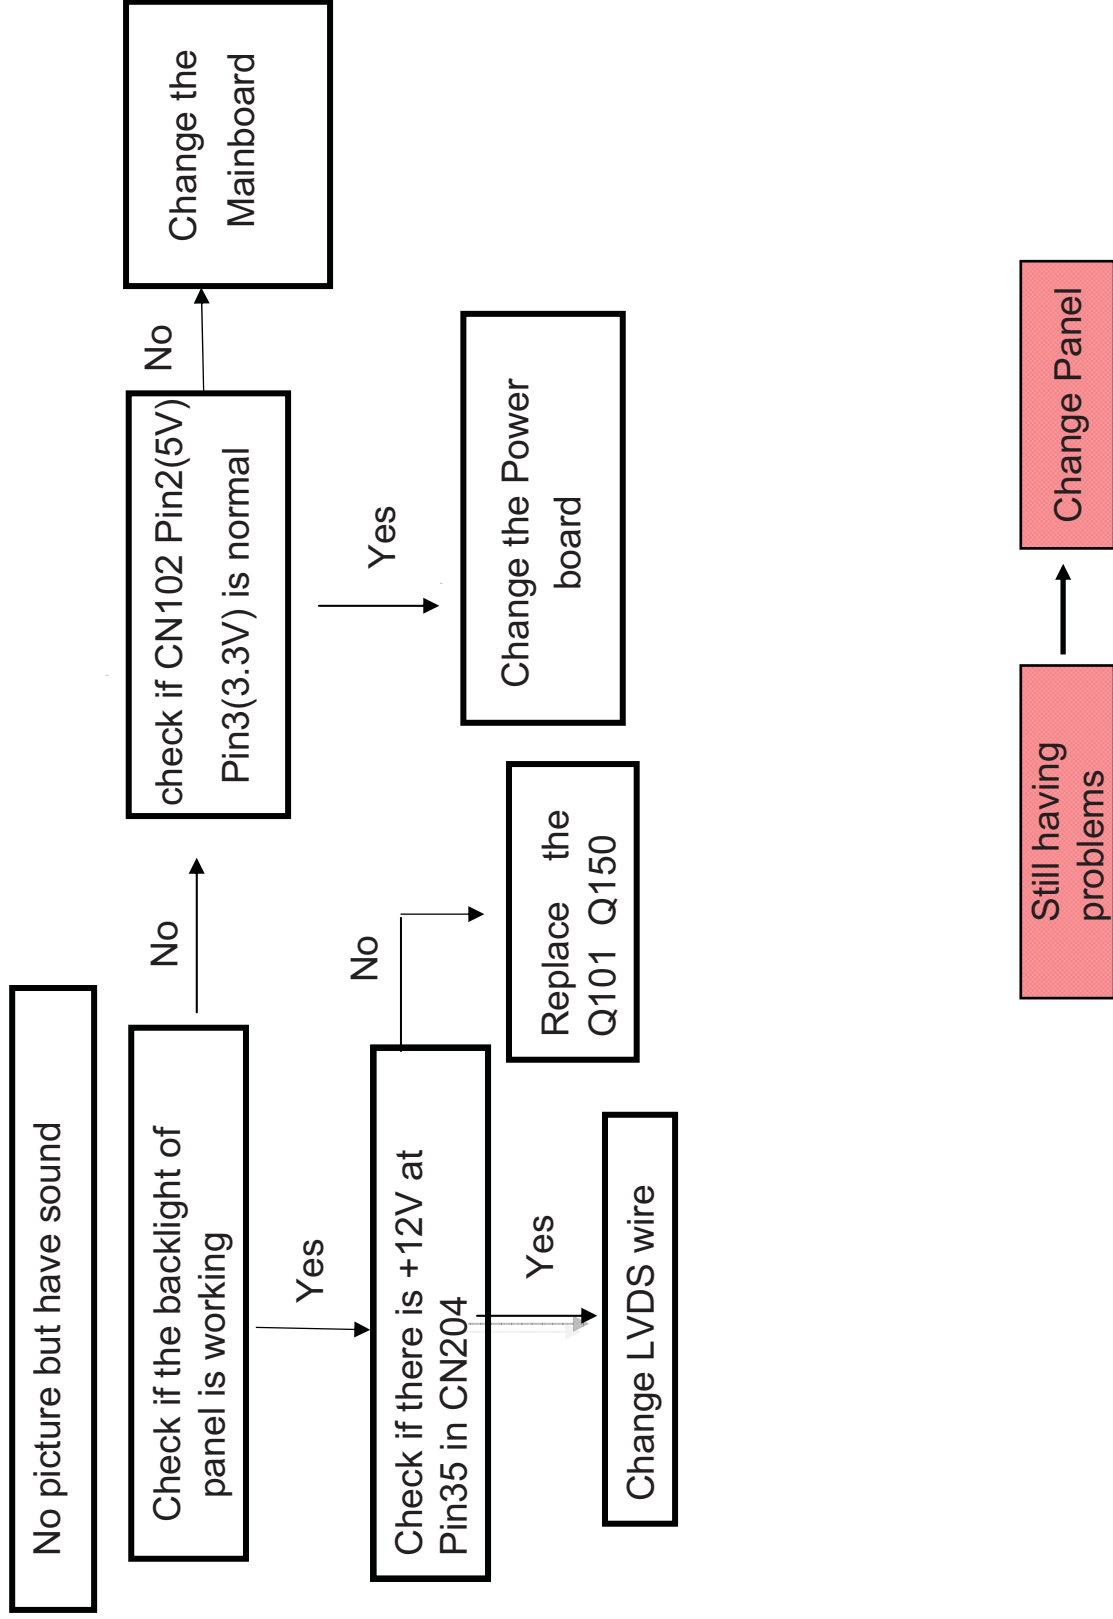 No picture but have sound
Check if the backlight of
panel is working
No
check if CN102 Pin2(5V)
Pin3(3.3V) is normal
No
Change the
Mainboard
Yes
Yes
Check if there is +12V at
Pin35 in CN204
No
Replace the
Q101 Q150
Change the Power
board
Yes
Change LVDS wire
Still having
problems
Change Panel